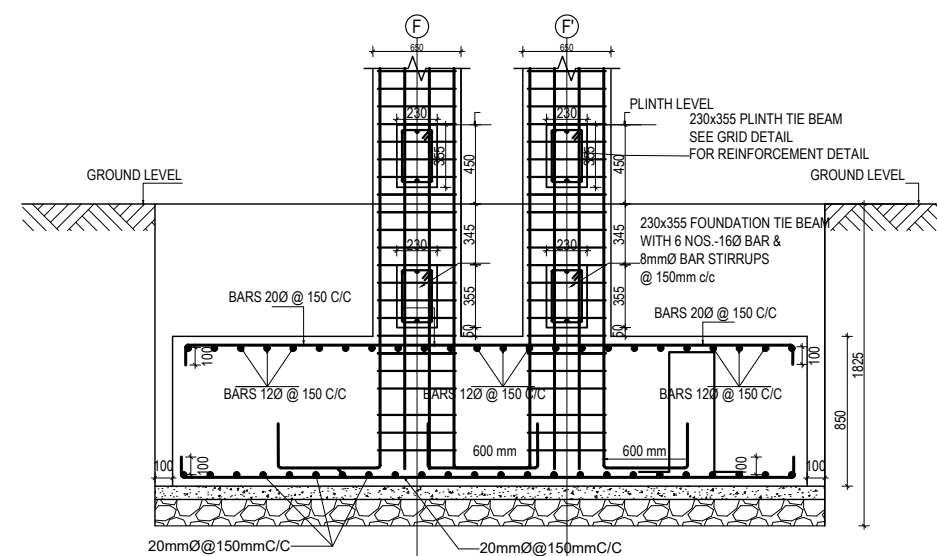 F
F'
650
650
PLINTH LEVEL
230
230
230x355 PLINTH TIE BEAM
SEE GRID DETAIL
FOR REINFORCEMENT DETAIL
355
450
355
450
GROUND LEVEL
GROUND LEVEL
230x355 FOUNDATION TIE BEAM
WITH 6 NOS.-16Ø BAR &
8mmØ BAR STIRRUPS
@ 150mm c/c
345
345
230
230
355
355
BARS 20Ø @ 150 C/C
BARS 20Ø @ 150 C/C
50
50
100
100
1825
BARS 12Ø @ 150 C/C
BARS 12Ø @ 150 C/C
BARS 12Ø @ 150 C/C
850
600 mm
600 mm
100
100
100
100
20mmØ@150mmC/C
20mmØ@150mmC/C